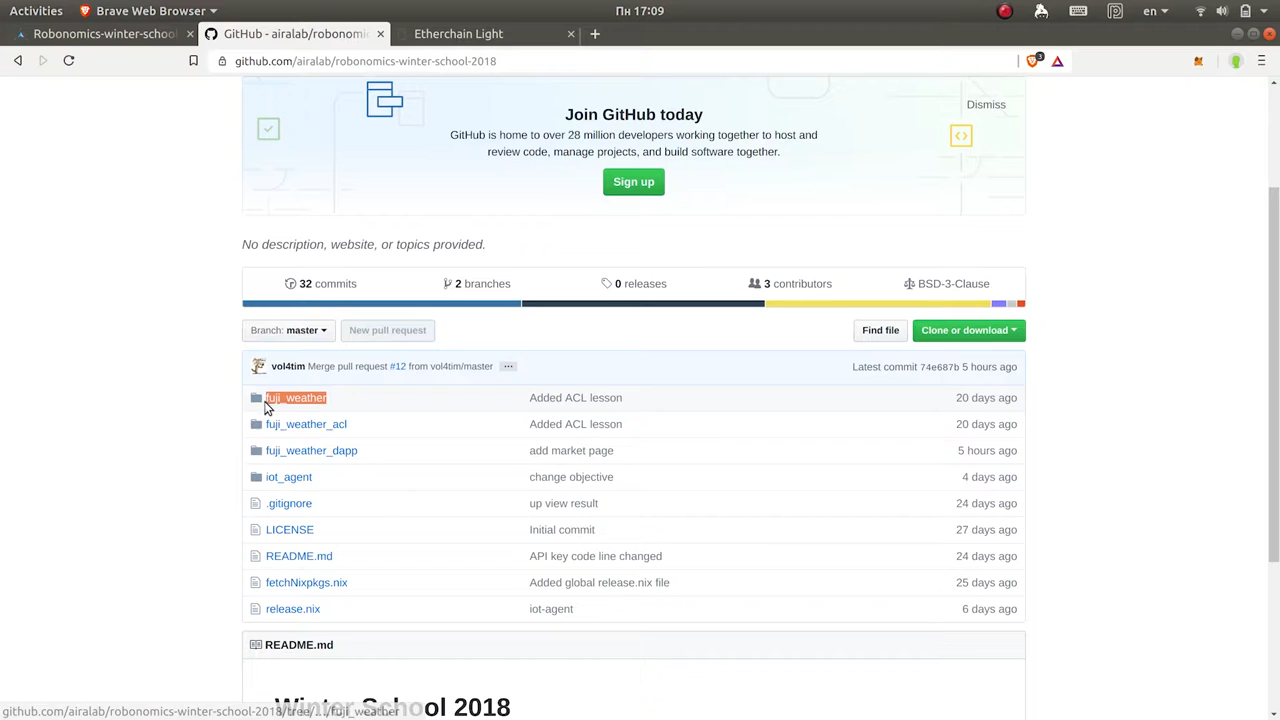 Activities Brave Web Browser Пн 17:09 en
Robonomics-winter-school GitHub - airalab/robonomi Etherchain Light
github.com/airalab/robonomics-winter-school-2018 3
Join GitHub today Dismiss
GitHub is home to over 28 million developers working together to host and
review code, manage projects, and build software together.
Sign up
No description, website, or topics provided.
32 commits 2 branches 0 releases 3 contributors BSD-3-Clause
Branch: master New pull request Find file Clone or download
vol4tim Merge pull request #12 from vol4tim/master ... Latest commit 74e687b 5 hours ago
fuji_weather Added ACL lesson 20 days ago
fuji_weather_acl Added ACL lesson 20 days ago
fuji_weather_dapp add market page 5 hours ago
iot_agent change objective 4 days ago
.gitignore up view result 24 days ago
LICENSE Initial commit 27 days ago
README.md API key code line changed 24 days ago
fetchNixpkgs.nix Added global release.nix file 25 days ago
release.nix iot-agent 6 days ago
README.md
Winter School 2018
github.com/airalab/robonomics-winter-school-2018/tree/.../fuji_weather